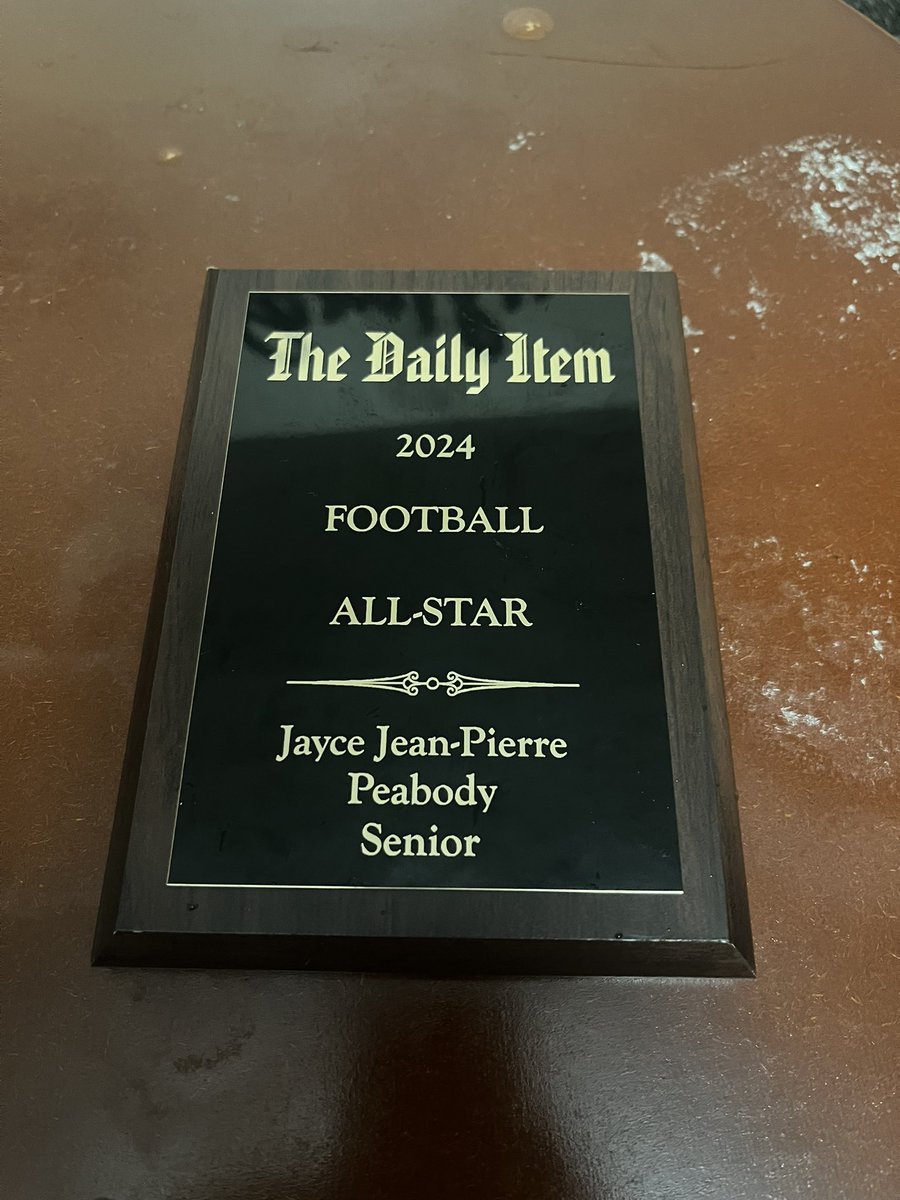 The Daily Item
2024
FOOTBALL
ALL-STAR
Jayce Jean-Pierre
Peabody
Senior